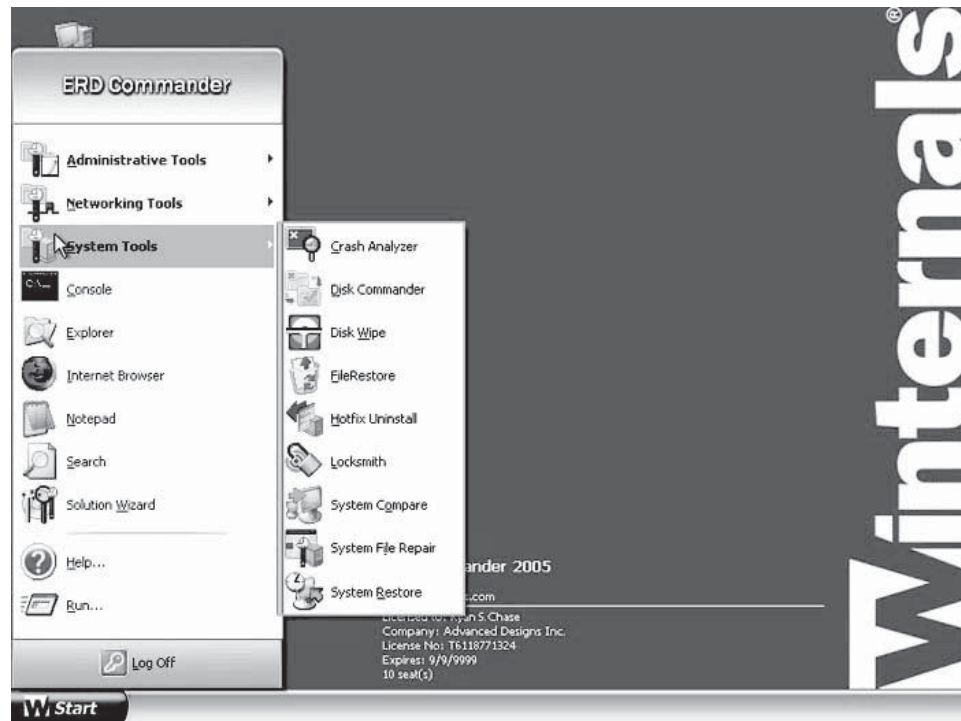 ERD Commander
Administrative Tools
Networking Tools
System Tools
Console
Explorer
Internet Browser
Notepad
Search
Solution Wizard
Help...
Run...
Log Off
Start
Crash Analyzer
Disk Commander
Disk Wipe
FileRestore
Hotfix Uninstall
Locksmith
System Compare
System File Repair
System Restore
ander 2005
.com
S. Chase
Company: Advanced Designs Inc.
License No: T6118771324
Expires: 9/9/9999
10 seat(s)
Winternals®